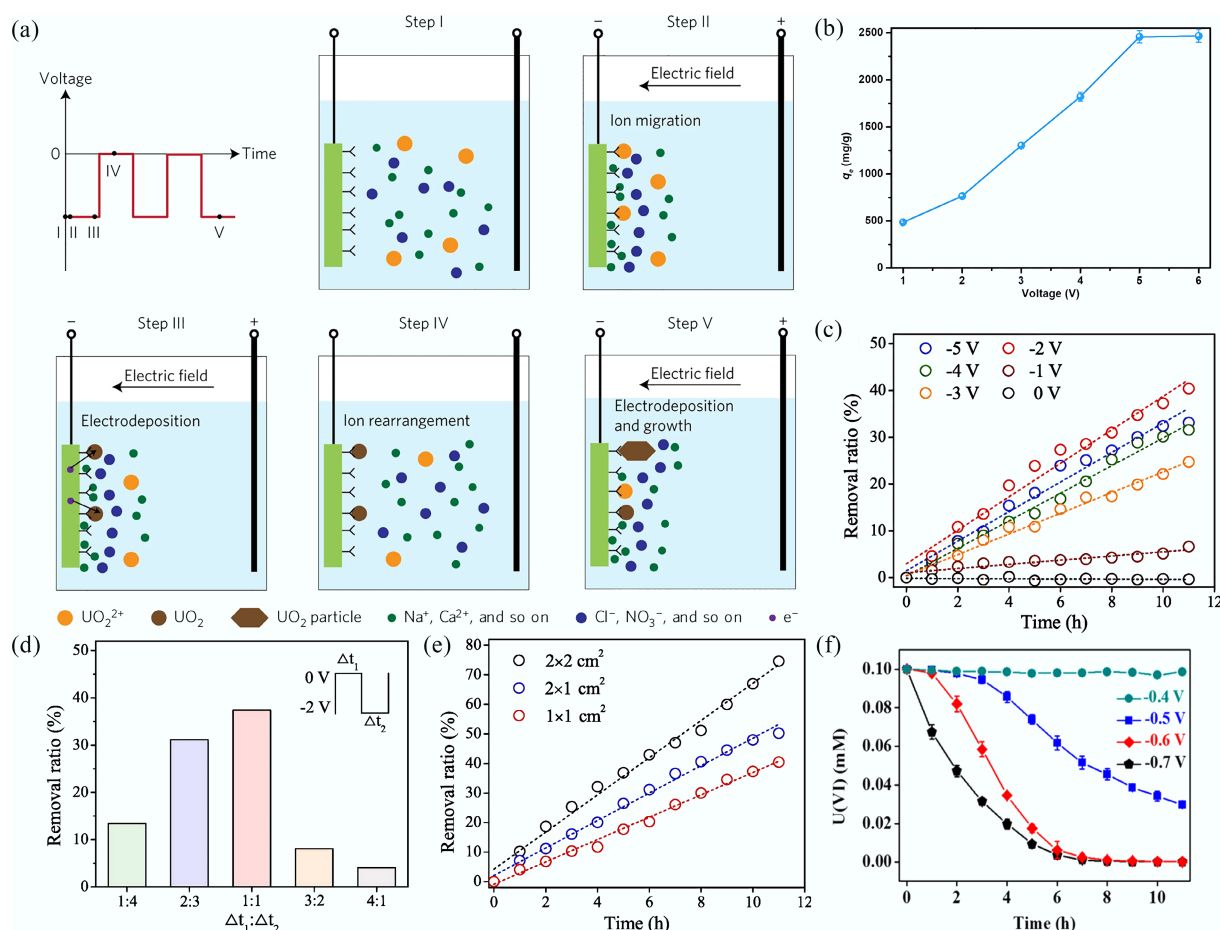 (a)
Voltage
0
Time
IV
I
II
III
V
Step I
Step II
−
+
Electric field
Ion migration
Step III
−
+
Electric field
Electrodeposition
Step IV
Ion rearrangement
Step V
−
+
Electric field
Electrodeposition
and growth
UO₂²⁺
UO₂
UO₂ particle
Na⁺, Ca²⁺, and so on
Cl⁻, NO₃⁻, and so on
e⁻
(b)
2500
2000
1500
1000
500
0
qₑ (mg/g)
1 2 3 4 5 6
Voltage (V)
(c)
50
40
30
20
10
0
Removal ratio (%)
-5 V -2 V
-4 V -1 V
-3 V 0 V
0 2 4 6 8 10 12
Time (h)
(d)
50
40
30
20
10
0
Removal ratio (%)
Δt₁
0 V
-2 V
Δt₂
1:4 2:3 1:1 3:2 4:1
Δt₁:Δt₂
(e)
80
70
60
50
40
30
20
10
0
Removal ratio (%)
2×2 cm²
2×1 cm²
1×1 cm²
0 2 4 6 8 10 12
Time (h)
(f)
0.10
0.08
0.06
0.04
0.02
0.00
U(VI) (mM)
-0.4 V
-0.5 V
-0.6 V
-0.7 V
0 2 4 6 8 10
Time (h)